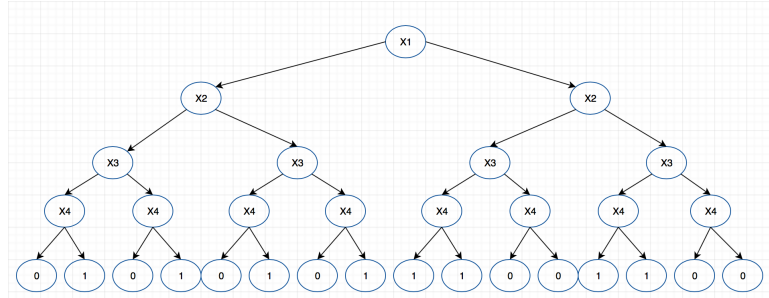 X1
X2 X2
X3 X3 X3 X3
X4 X4 X4 X4 X4 X4 X4 X4
0 1 0 1 0 1 0 1 1 1 0 0 1 1 0 0